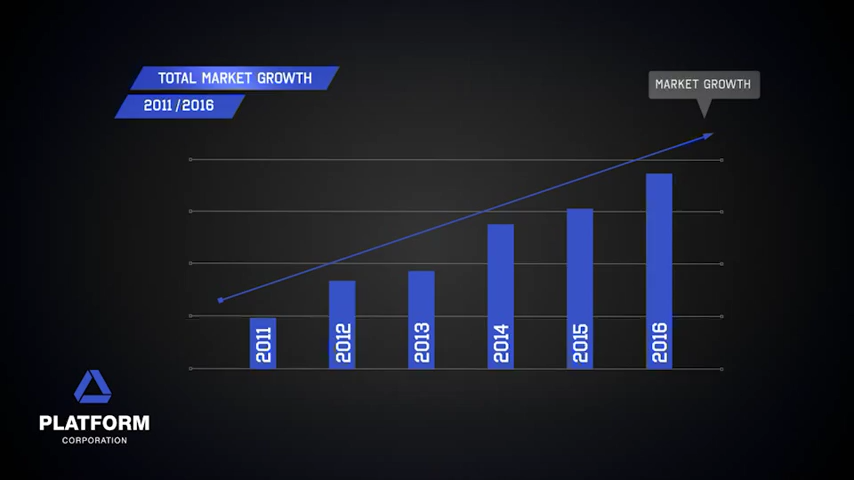 TOTAL MARKET GROWTH
2011/2016
MARKET GROWTH
2011
2012
2013
2014
2015
2016
PLATFORM
CORPORATION